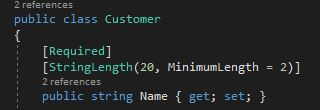 2 references
public class Customer
{
[Required]
[StringLength(20, MinimumLength = 2)]
2 references
public string Name { get; set; }